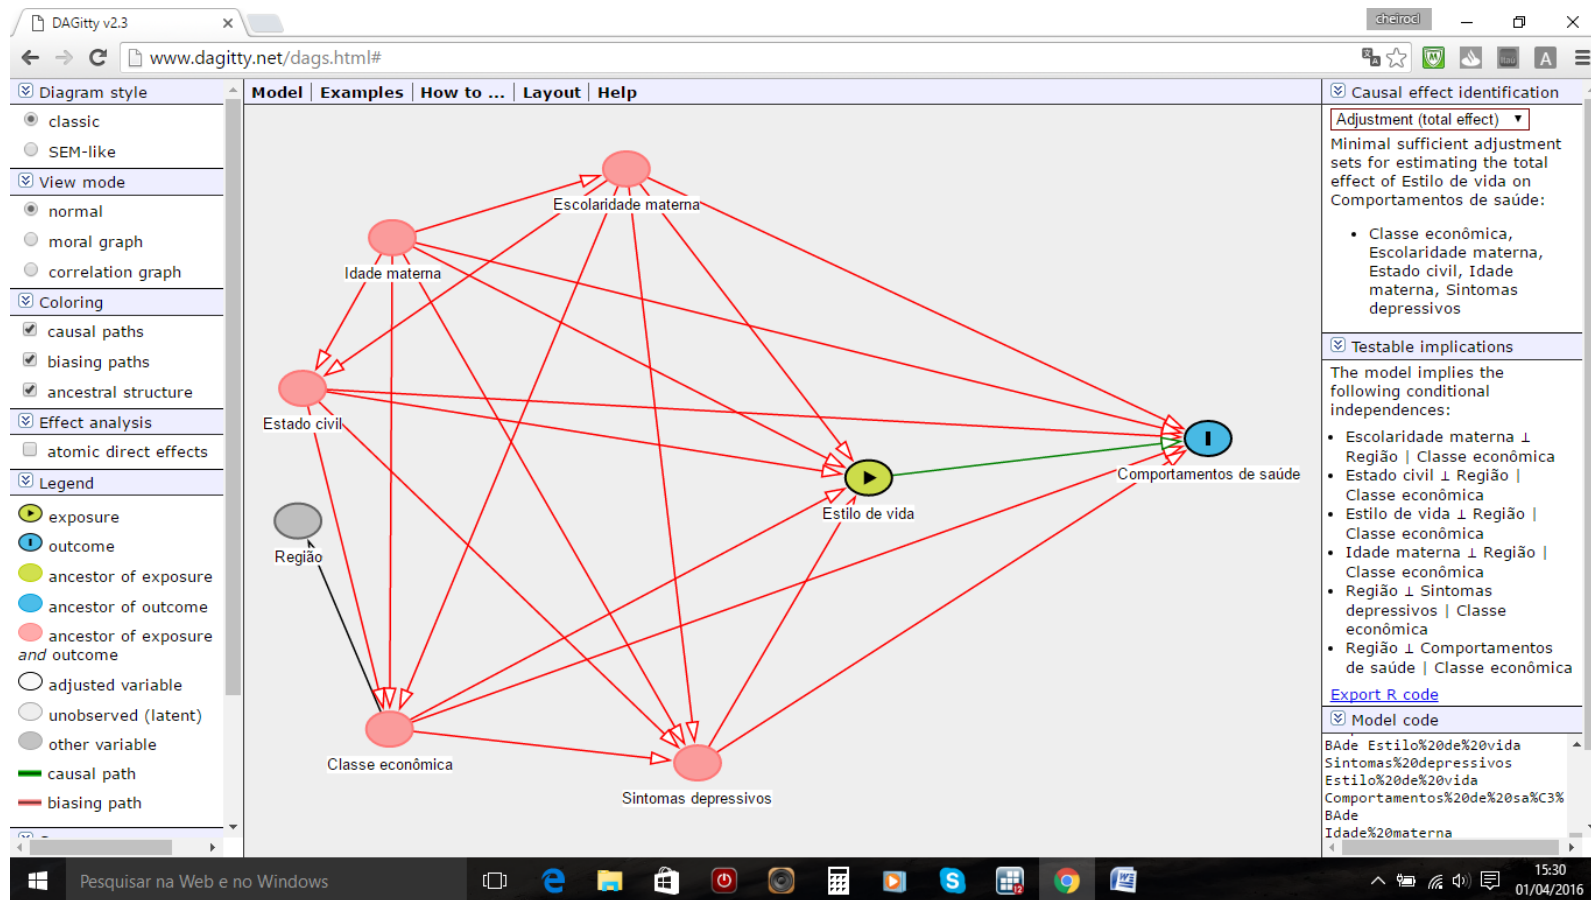 DAGitty v2.3
cheirocl
www.dagitty.net/dags.html#
Diagram style
classic
SEM-like
View mode
normal
moral graph
correlation graph
Coloring
causal paths
biasing paths
ancestral structure
Effect analysis
atomic direct effects
Legend
exposure
outcome
ancestor of exposure
ancestor of outcome
ancestor of exposure
and outcome
adjusted variable
unobserved (latent)
other variable
causal path
biasing path
Model | Examples | How to ... | Layout | Help
Escolaridade materna
Idade materna
Estado civil
Comportamentos de saúde
Estilo de vida
Região
Classe econômica
Sintomas depressivos
Causal effect identification
Adjustment (total effect)
Minimal sufficient adjustment
sets for estimating the total
effect of Estilo de vida on
Comportamentos de saúde:
• Classe econômica,
Escolaridade materna,
Estado civil, Idade
materna, Sintomas
depressivos
Testable implications
The model implies the
following conditional
independences:
• Escolaridade materna ⊥
Região | Classe econômica
• Estado civil ⊥ Região |
Classe econômica
• Estilo de vida ⊥ Região |
Classe econômica
• Idade materna ⊥ Região |
Classe econômica
• Região ⊥ Sintomas
depressivos | Classe
econômica
• Região ⊥ Comportamentos
de saúde | Classe econômica
Export R code
Model code
BAde Estilo%20de%20vida
Sintomas%20depressivos
Estilo%20de%20vida
Comportamentos%20de%20sa%C3%
BAde
Idade%20materna
Pesquisar na Web e no Windows
12
15:30
01/04/2016